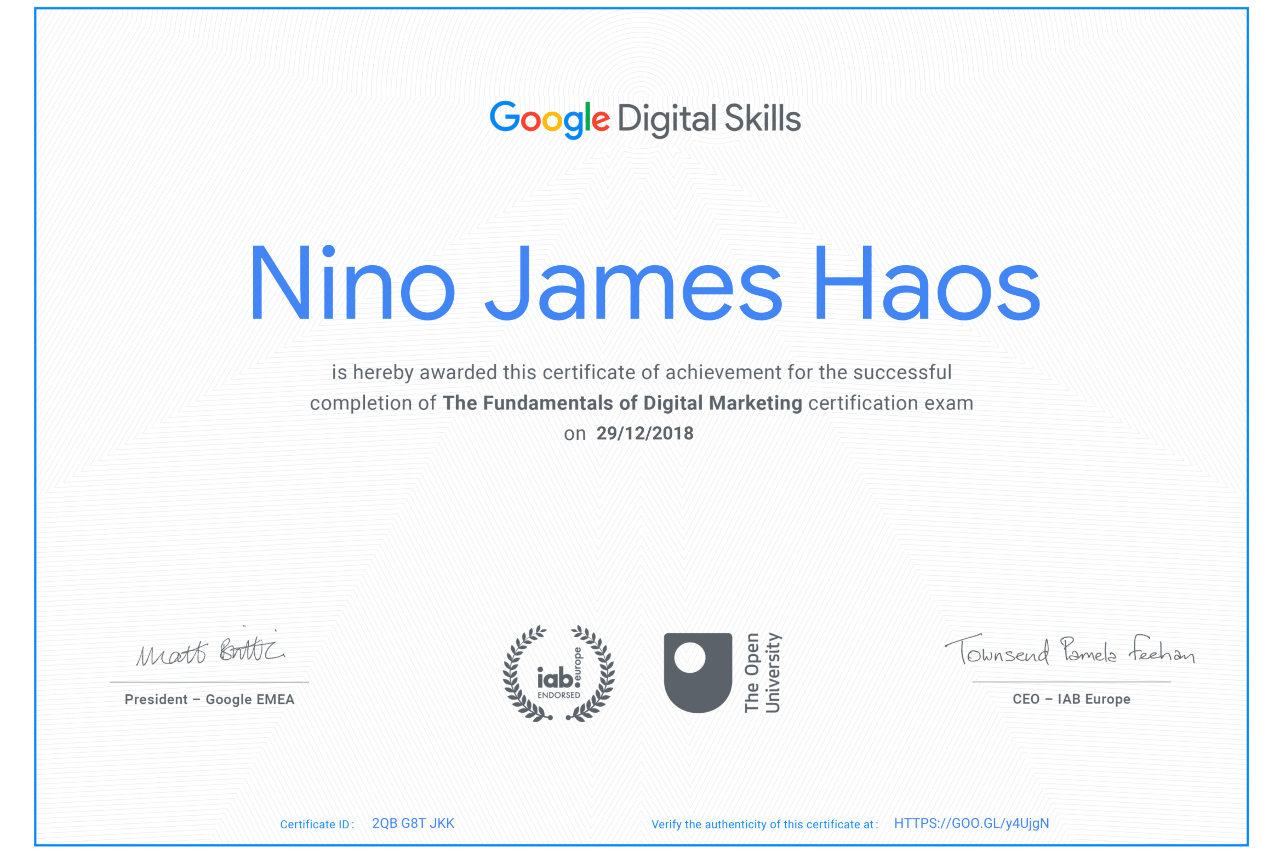 Google Digital Skills
Nino James Haos
is hereby awarded this certificate of achievement for the successful
completion of The Fundamentals of Digital Marketing certification exam
on 29/12/2018
Matt Brittin
President – Google EMEA
iab.europe
ENDORSED
The Open
University
Townsend Pamela Feehan
CEO – IAB Europe
Certificate ID : 2QB G8T JKK
Verify the authenticity of this certificate at : HTTPS://GOO.GL/y4UjgN